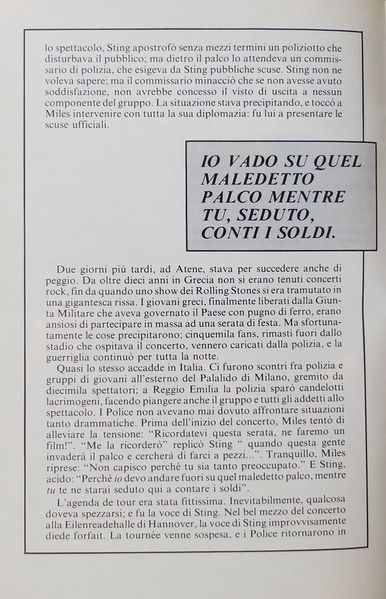 lo spettacolo, Sting apostrofò senza mezzi termini un poliziotto che
disturbava il pubblico; ma dietro il palco lo attendeva un commis-
sario di polizia, che esigeva da Sting pubbliche scuse. Sting non ne
voleva sapere; ma il commissario minacciò che se non avesse avuto
soddisfazione, non avrebbe concesso il visto di uscita a nessun
componente del gruppo. La situazione stava precipitando, e toccò a
Miles intervenire con tutta la sua diplomazia: fu lui a presentare le
scuse ufficiali.
IO VADO SU QUEL
MALEDETTO
PALCO MENTRE
TU, SEDUTO,
CONTI I SOLDI.
Due giorni più tardi, ad Atene, stava per succedere anche di
peggio. Da oltre dieci anni in Grecia non si erano tenuti concerti
rock, fin da quando uno show dei Rolling Stones si era tramutato in
una gigantesca rissa. I giovani greci, finalmente liberati dalla Giun-
ta Militare che aveva governato il Paese con pugno di ferro, erano
ansiosi di partecipare in massa ad una serata di festa. Ma sfortuna-
tamente le cose precipitarono; cinquemila fans, rimasti fuori dallo
stadio che ospitava il concerto, vennero caricati dalla polizia, e la
guerriglia continuò per tutta la notte.
Quasi lo stesso accadde in Italia. Ci furono scontri fra polizia e
gruppi di giovani all'esterno del Palalido di Milano, gremito da
diecimila spettatori; a Reggio Emilia la polizia sparò candelotti
lacrimogeni, facendo piangere anche il gruppo e tutti gli addetti allo
spettacolo. I Police non avevano mai dovuto affrontare situazioni
tanto drammatiche. Prima dell'inizio del concerto, Miles tentò di
alleviare la tensione: "Ricordatevi questa serata, ne faremo un
film!". "Me la ricorderò" replicò Sting " quando questa gente
invaderà il palco e cercherà di farci a pezzi...". Tranquillo, Miles
riprese: "Non capisco perché tu sia tanto preoccupato." E Sting,
acido: "Perché io devo andare fuori su quel maledetto palco, mentre
tu te ne starai seduto qui a contare i soldi".
L'agenda de tour era stata fittissima. Inevitabilmente, qualcosa
doveva spezzarsi; e fu la voce di Sting. Nel bel mezzo del concerto
alla Eilenreadehalle di Hannover, la voce di Sting improvvisamente
diede forfait. La tournée venne sospesa, e i Police ritornarono in